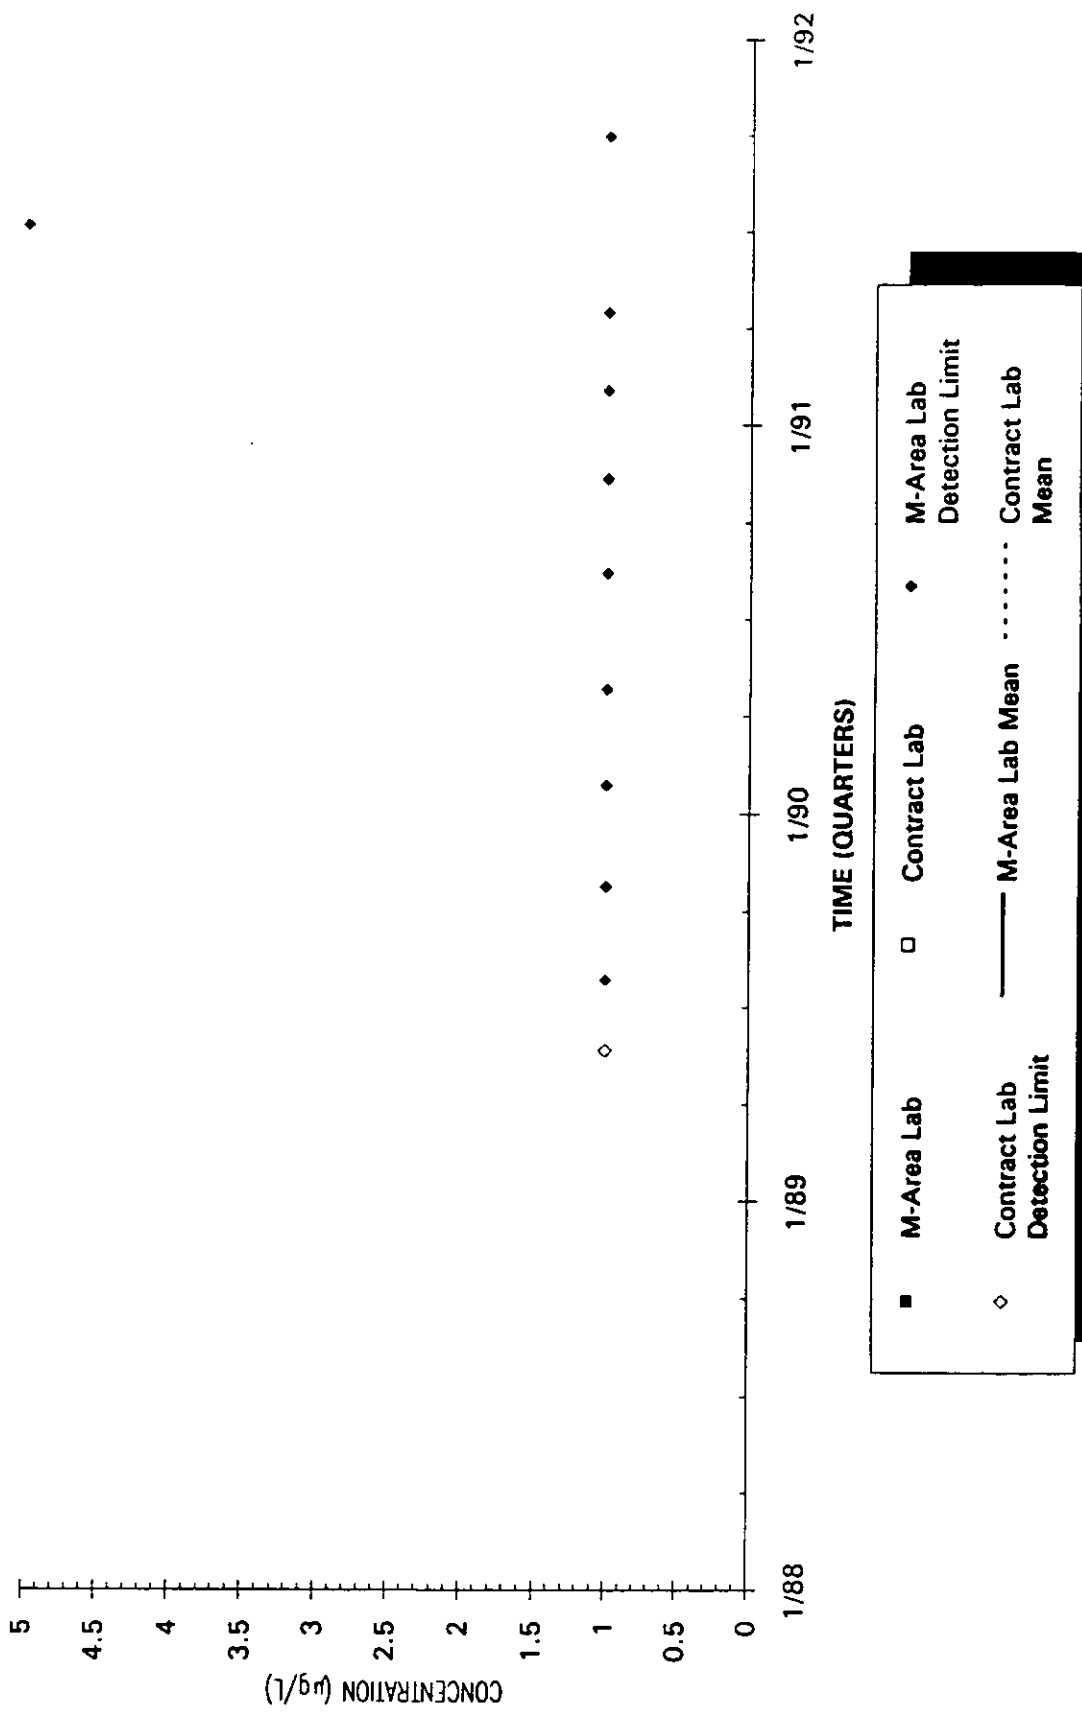 CONCENTRATION (µg/L)
5
4.5
4
3.5
3
2.5
2
1.5
1
0.5
0
1/88
1/89
1/90
1/91
1/92
TIME (QUARTERS)
M-Area Lab
Contract Lab
M-Area Lab
Detection Limit
Contract Lab
Detection Limit
M-Area Lab Mean
Contract Lab
Mean